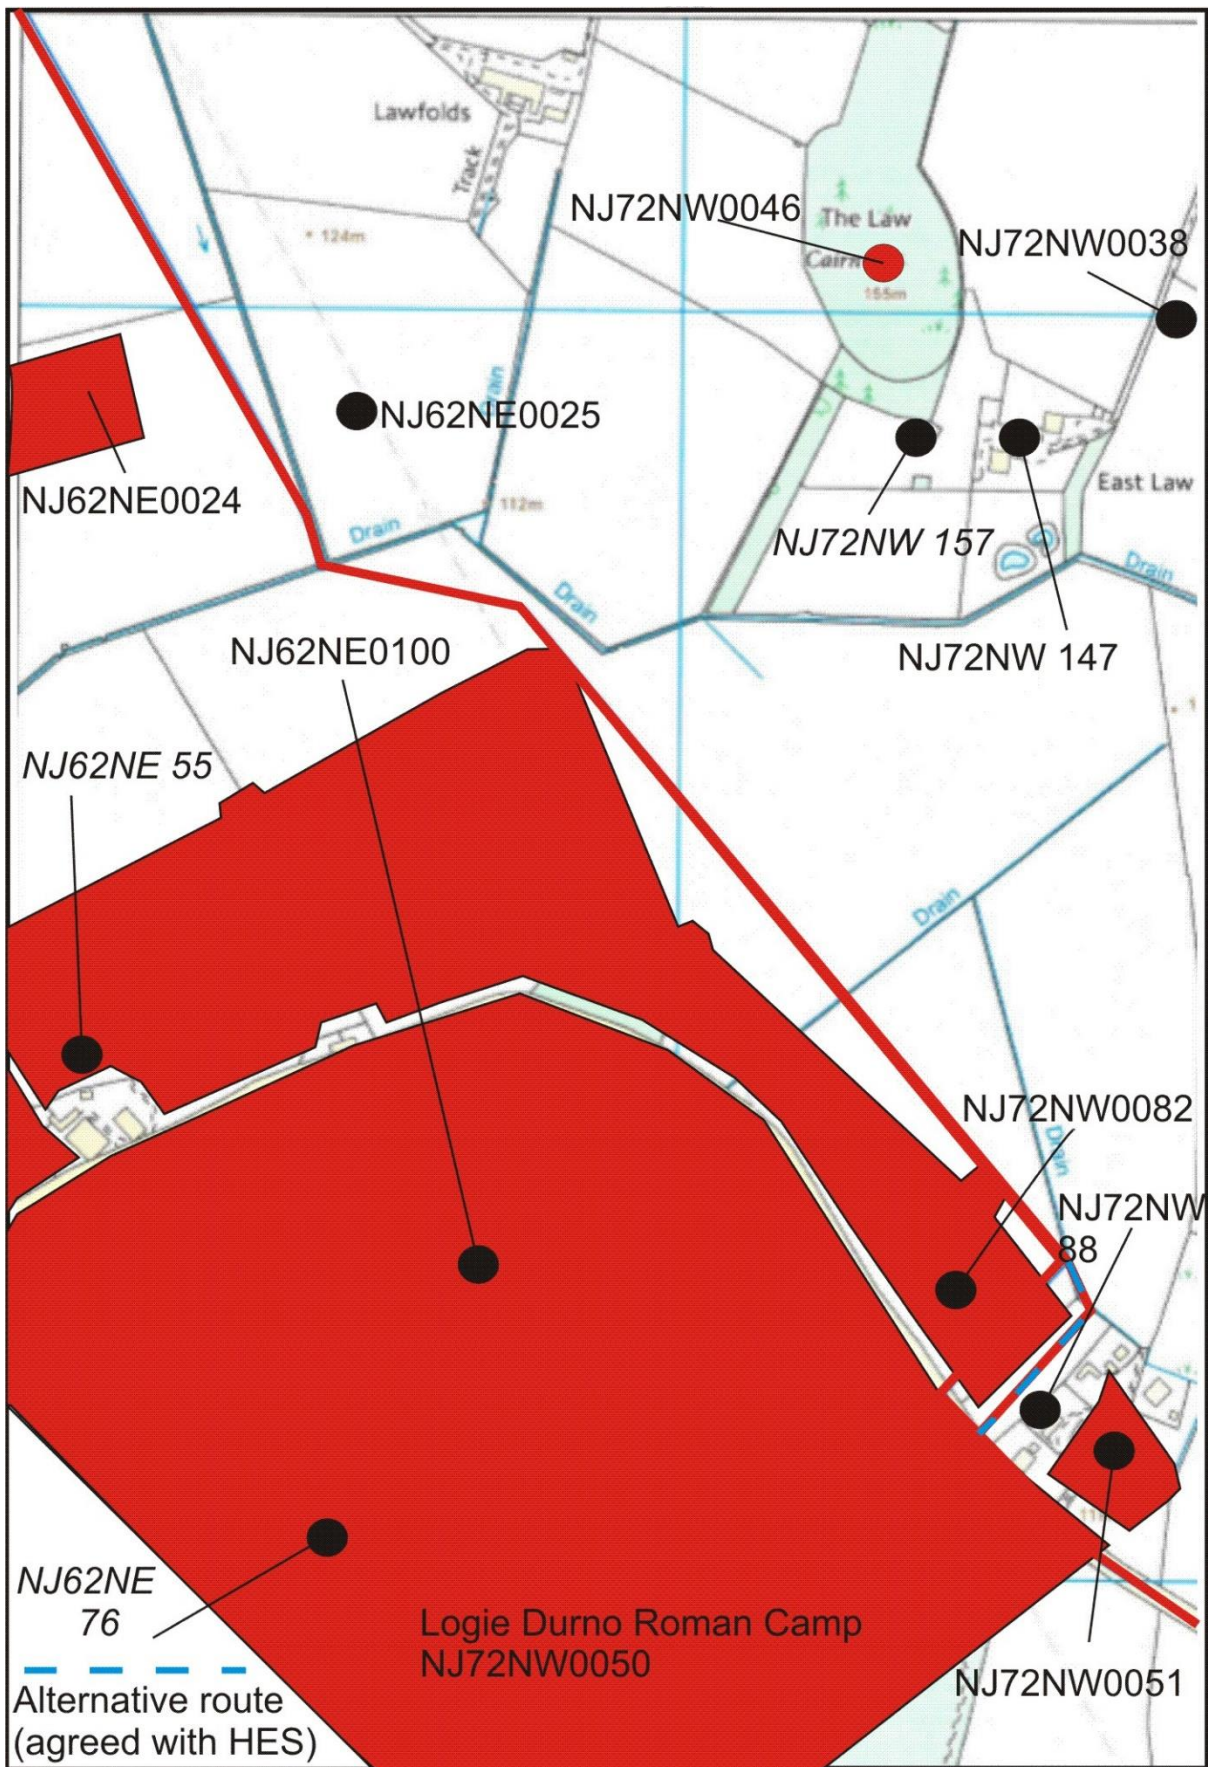 Lawfolds
Track
NJ72NW0046
The Law
NJ72NW0038
124m
Cairn
155m
Drain
NJ62NE0025
NJ62NE0024
112m
East Law
Drain
NJ72NW 157
Drain
Drain
NJ62NE0100
NJ72NW 147
NJ62NE 55
Drain
NJ72NW0082
Drain
NJ72NW
88
NJ62NE
76
Logie Durno Roman Camp
NJ72NW0050
NJ72NW0051
Alternative route
(agreed with HES)